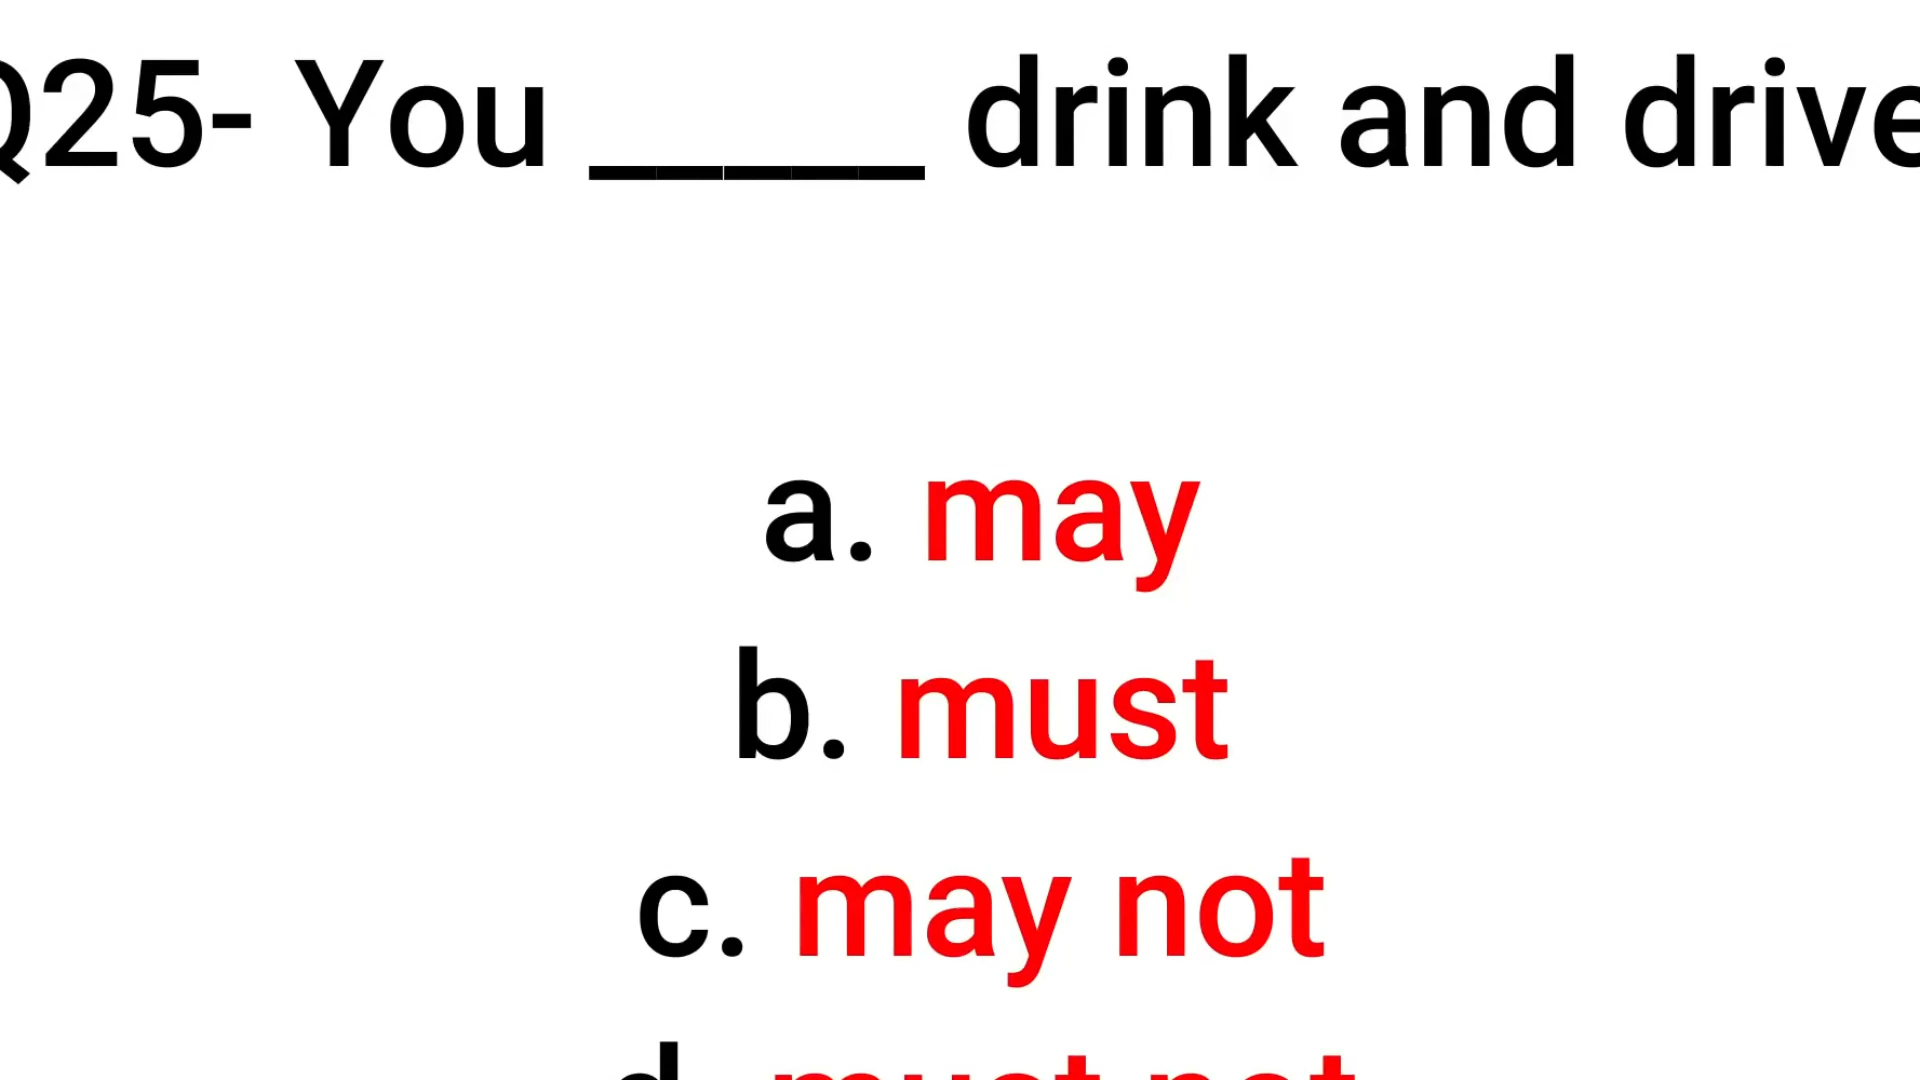 Q25- You _____ drink and drive
a. may
b. must
c. may not
d. must not